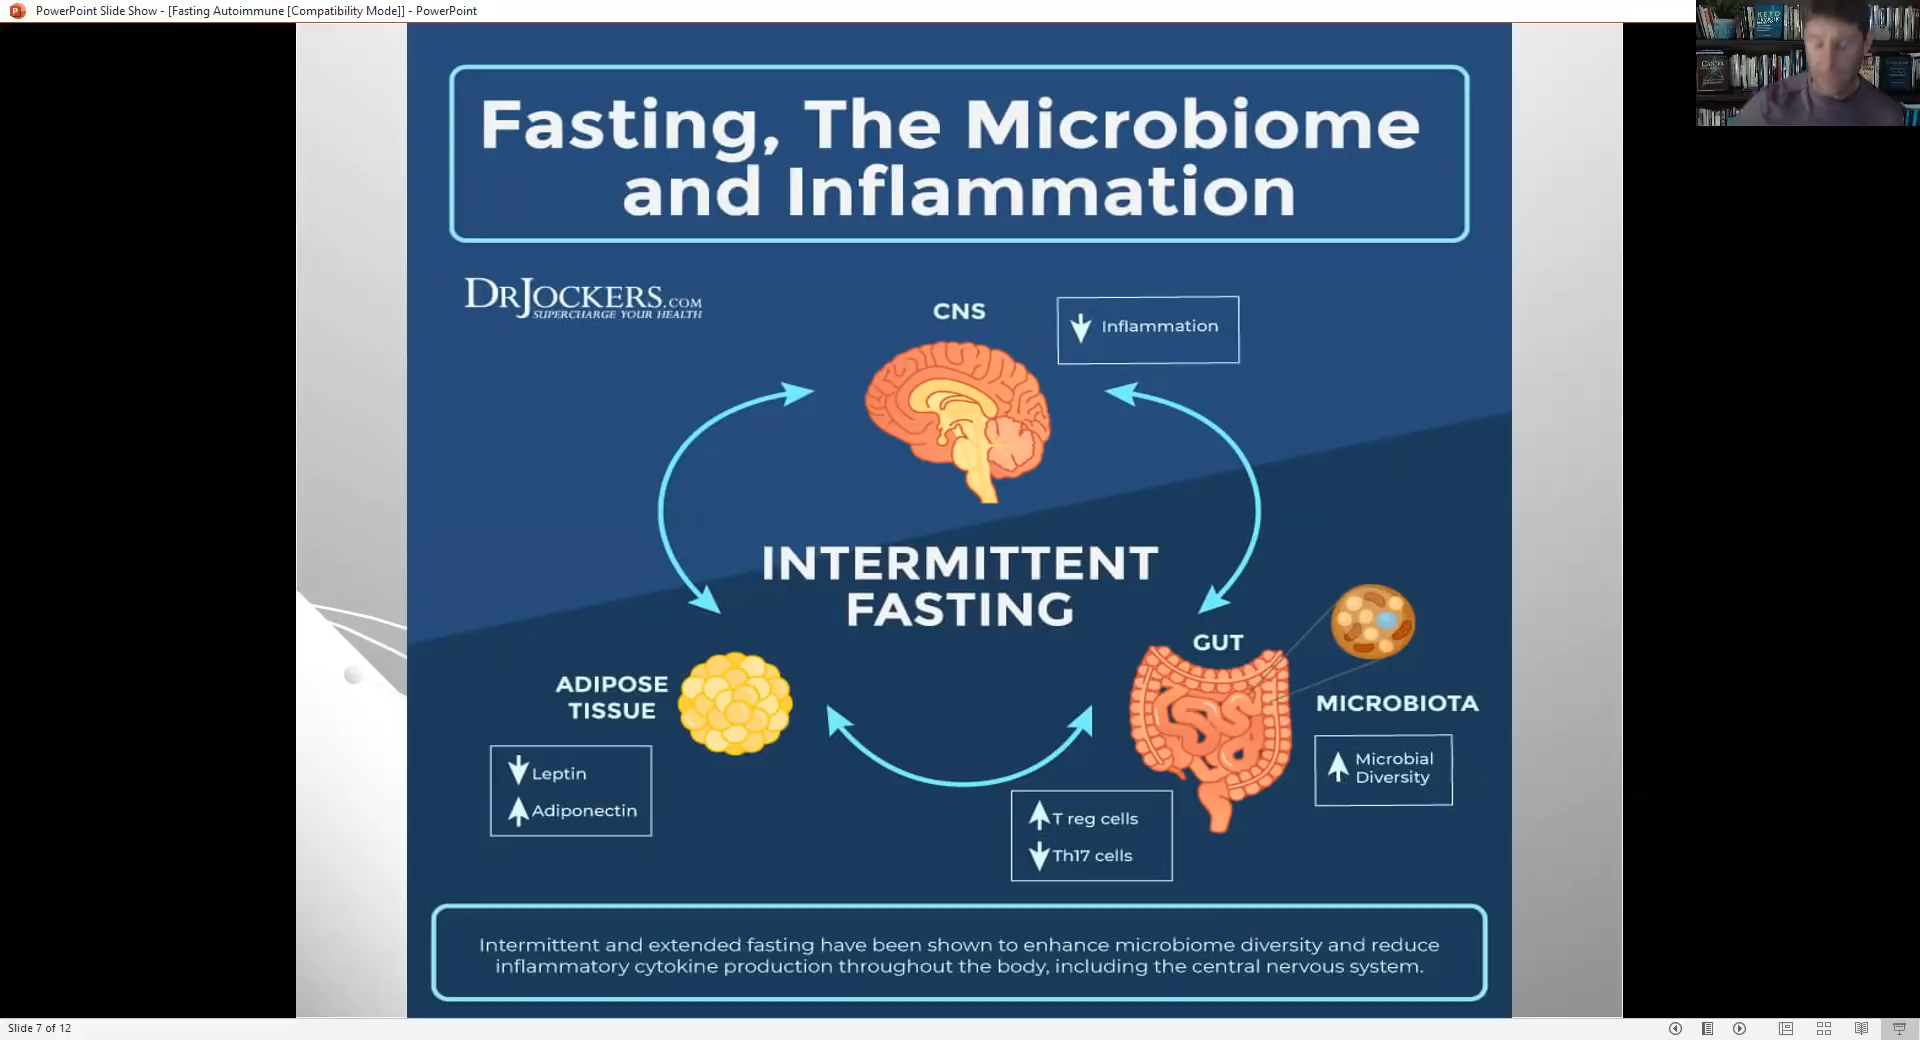 PowerPoint Slide Show - [Fasting Autoimmune [Compatibility Mode]] - PowerPoint
Fasting, The Microbiome
and Inflammation
DRJOCKERS.COM
SUPERCHARGE YOUR HEALTH
CNS
Inflammation
INTERMITTENT
FASTING
GUT
ADIPOSE
TISSUE
MICROBIOTA
Leptin
Adiponectin
Microbial
Diversity
T reg cells
Th17 cells
Intermittent and extended fasting have been shown to enhance microbiome diversity and reduce
inflammatory cytokine production throughout the body, including the central nervous system.
Slide 7 of 12
KETO
CANCER